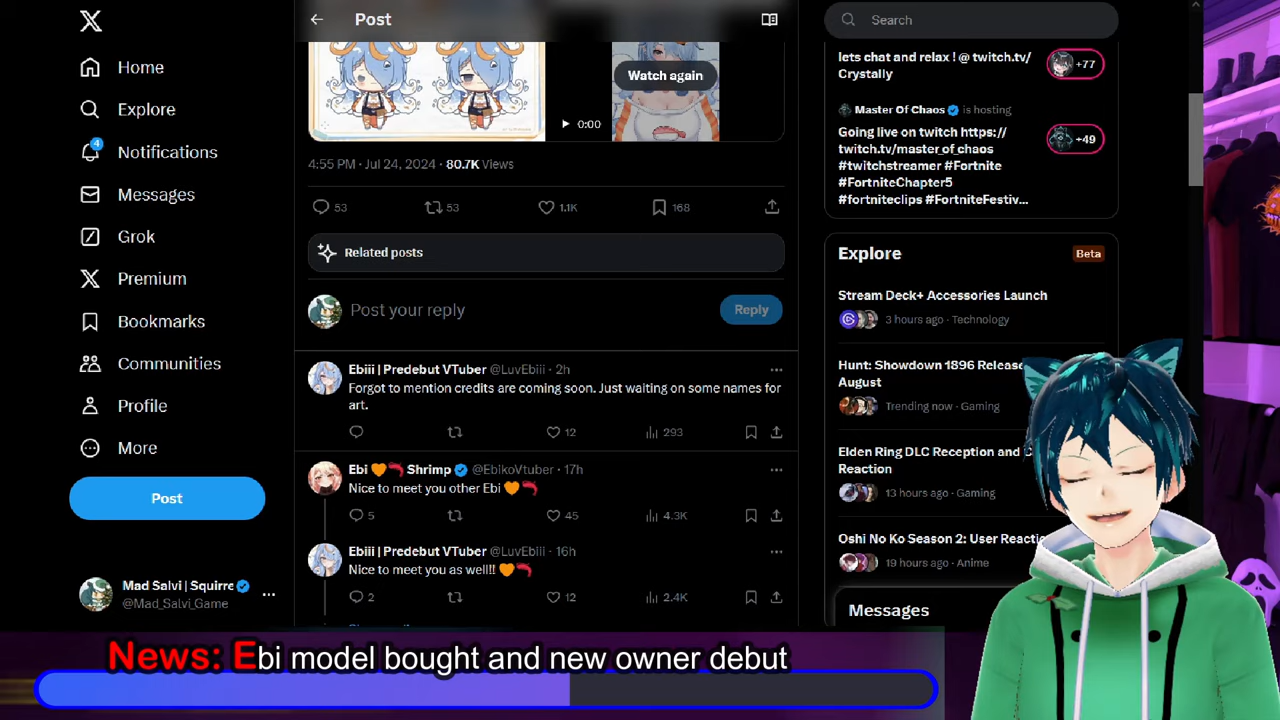 Home
Explore
4
Notifications
Messages
Grok
Premium
Bookmarks
Communities
Profile
More
Post
Mad Salvi | Squirre
@Mad_Salvi_Game
Post
Watch again
0:00
4:55 PM · Jul 24, 2024 · 80.7K Views
53
53
1.1K
168
Related posts
Post your reply
Reply
Ebiii | Predebut VTuber @LuvEbiii · 2h
Forgot to mention credits are coming soon. Just waiting on some names for
art.
12
293
Ebi 🧡🦐 Shrimp @EbikoVtuber · 17h
Nice to meet you other Ebi 🧡🦐
5
45
4.3K
Ebiii | Predebut VTuber @LuvEbiii · 16h
Nice to meet you as well!! 🧡🦐
2
12
2.4K
Search
lets chat and relax ! @ twitch.tv/
Crystally
+77
Master Of Chaos is hosting
Going live on twitch https://
twitch.tv/master_of_chaos
#twitchstreamer #Fortnite
#FortniteChapter5
#fortniteclips #FortniteFestiv...
+49
Explore
Beta
Stream Deck+ Accessories Launch
3 hours ago · Technology
Hunt: Showdown 1896 Release
August
Trending now · Gaming
Elden Ring DLC Reception and
Reaction
13 hours ago · Gaming
Oshi No Ko Season 2: User Reactio
19 hours ago · Anime
Messages
News: Ebi model bought and new owner debut